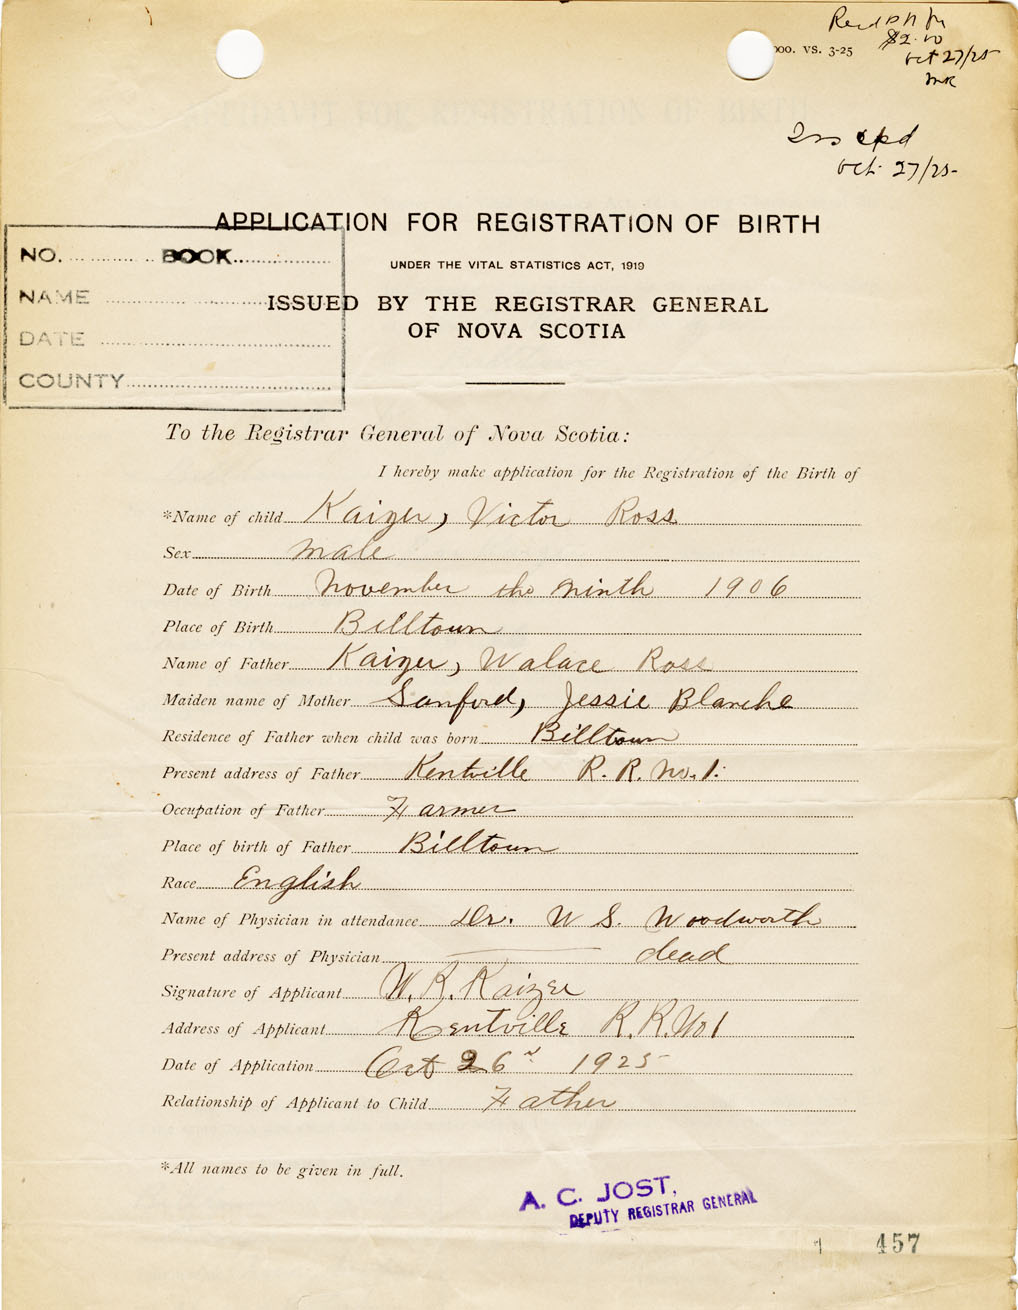 $2.00
000. VS. 3-25
Oct 27/25
Oct. 27/25-
APPLICATION FOR REGISTRATION OF BIRTH
NO. BOOK
UNDER THE VITAL STATISTICS ACT, 1919
NAME
ISSUED BY THE REGISTRAR GENERAL
OF NOVA SCOTIA
DATE
COUNTY
To the Registrar General of Nova Scotia:
I hereby make application for the Registration of the Birth of
*Name of child Kaizer, Victor Ross
Sex male
Date of Birth November the ninth 1906
Place of Birth Billtown
Name of Father Kaizer, Walace Ross
Maiden name of Mother Sanford, Jessie Blanche
Residence of Father when child was born Billtown
Present address of Father Kentville R. R. No. 1.
Occupation of Father Farmer
Place of birth of Father Billtown
Race English
Name of Physician in attendance Dr. W S. Woodworth
Present address of Physician dead
Signature of Applicant W. R. Kaizer
Address of Applicant Kentville R. R. No 1
Date of Application Oct 26 1925
Relationship of Applicant to Child Father
*All names to be given in full.
A. C. JOST,
DEPUTY REGISTRAR GENERAL
457